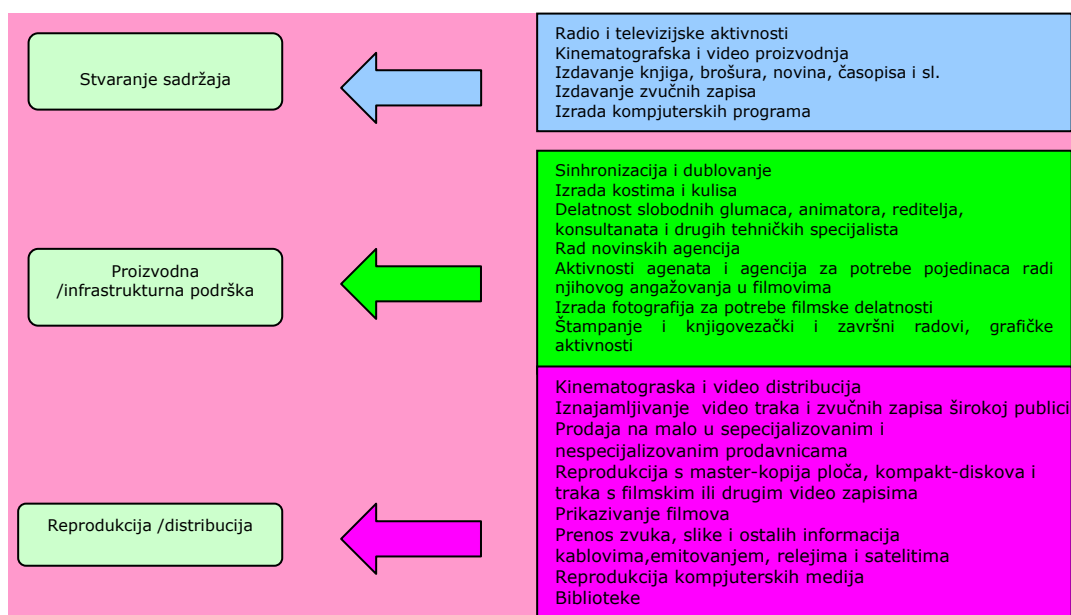 Stvaranje sadržaja
Radio i televizijske aktivnosti
Kinematografska i video proizvodnja
Izdavanje knjiga, brošura, novina, časopisa i sl.
Izdavanje zvučnih zapisa
Izrada kompjuterskih programa
Proizvodna
/infrastrukturna podrška
Sinhronizacija i dublovanje
Izrada kostima i kulisa
Delatnost slobodnih glumaca, animatora, reditelja,
konsultanata i drugih tehničkih specijalista
Rad novinskih agencija
Aktivnosti agenata i agencija za potrebe pojedinaca radi
njihovog angažovanja u filmovima
Izrada fotografija za potrebe filmske delatnosti
Štampanje i knjigovezački i završni radovi, grafičke
aktivnosti
Reprodukcija /distribucija
Kinematograska i video distribucija
Iznajamljivanje video traka i zvučnih zapisa širokoj publici
Prodaja na malo u sepecijalizovanim i
nespecijalizovanim prodavnicama
Reprodukcija s master-kopija ploča, kompakt-diskova i
traka s filmskim ili drugim video zapisima
Prikazivanje filmova
Prenos zvuka, slike i ostalih informacija
kablovima,emitovanjem, relejima i satelitima
Reprodukcija kompjuterskih medija
Biblioteke